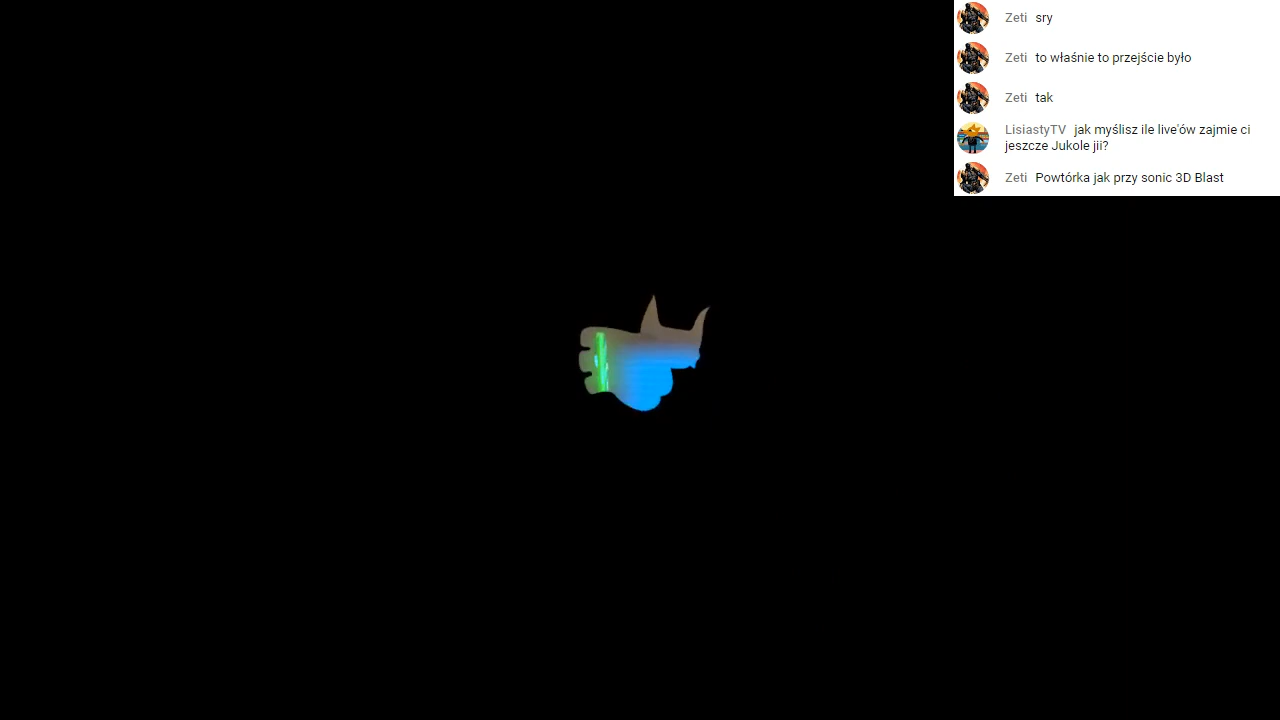 Zeti sry
Zeti to właśnie to przejście było
Zeti tak
LisiastyTV jak myślisz ile live'ów zajmie ci
jeszcze Jukole jii?
Zeti Powtórka jak przy sonic 3D Blast